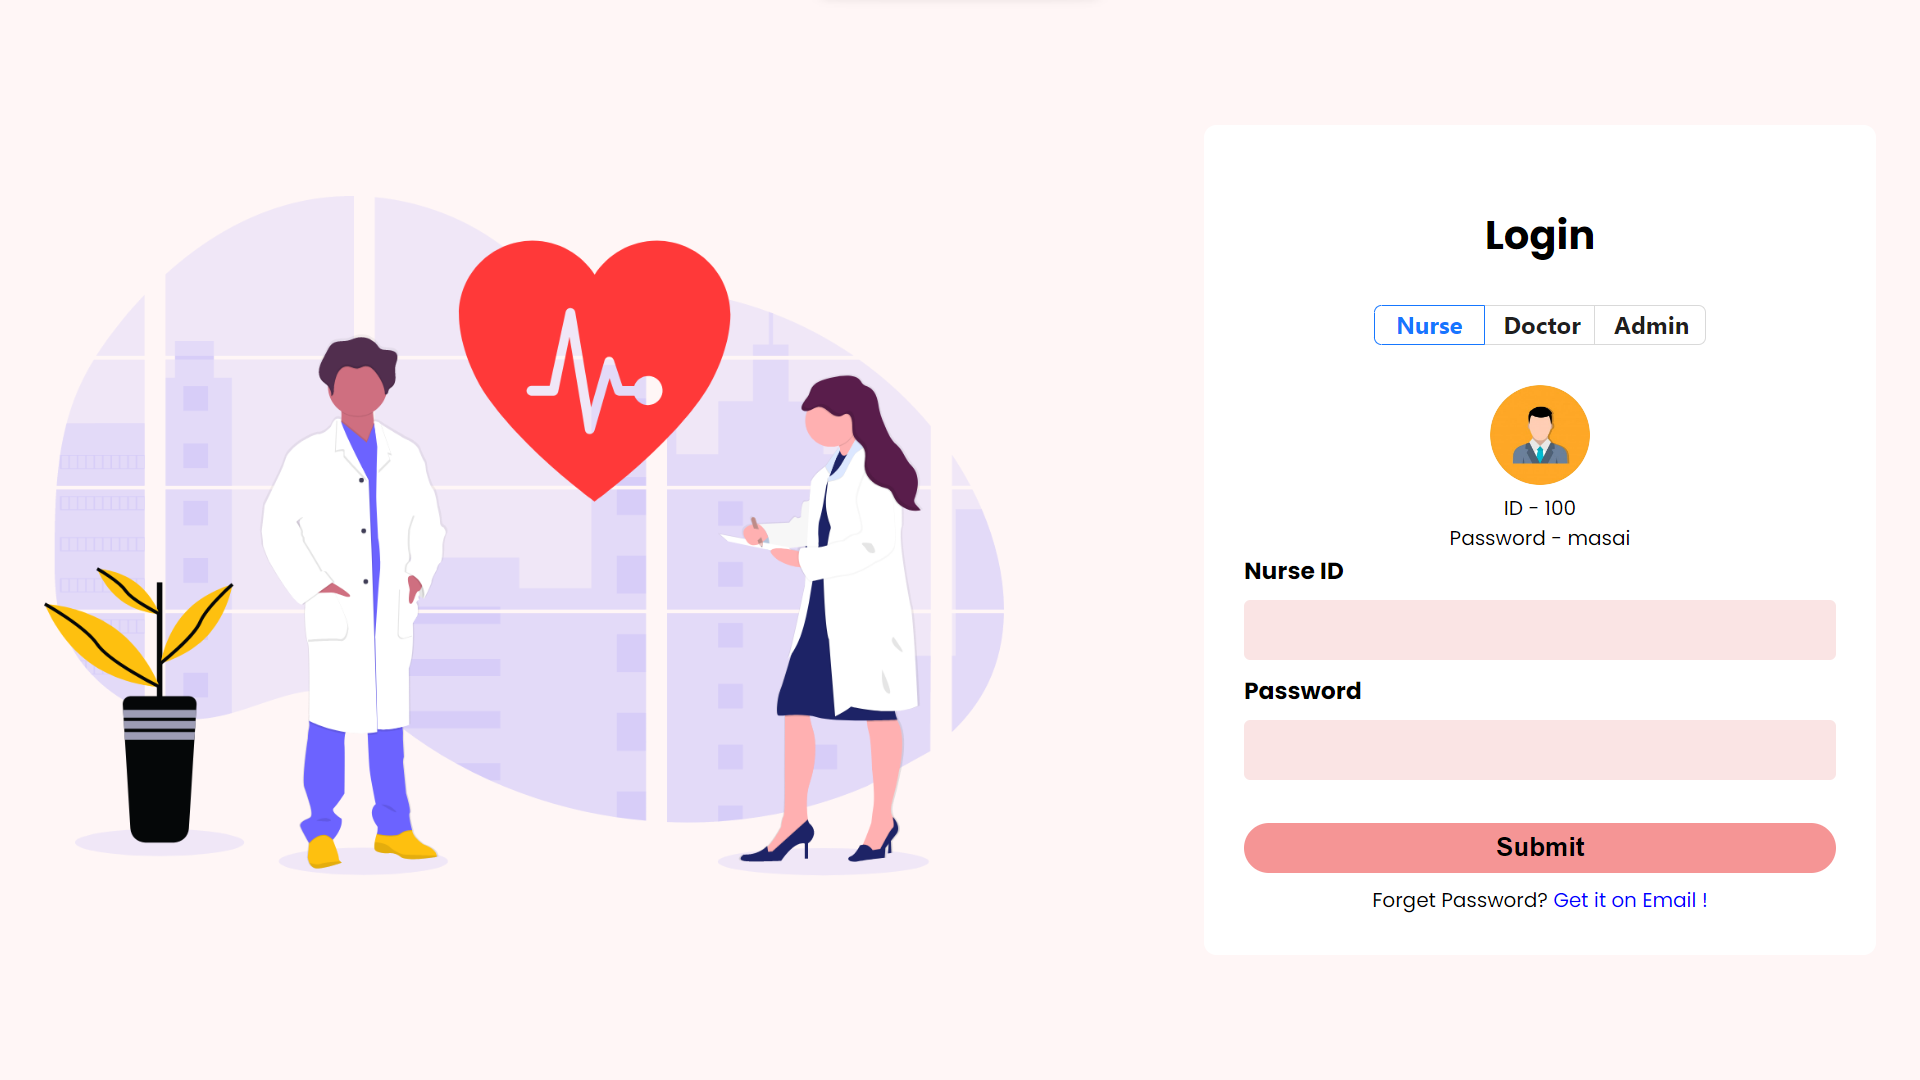 Login
Nurse Doctor Admin
ID - 100
Password - masai
Nurse ID
Password
Submit
Forget Password? Get it on Email !